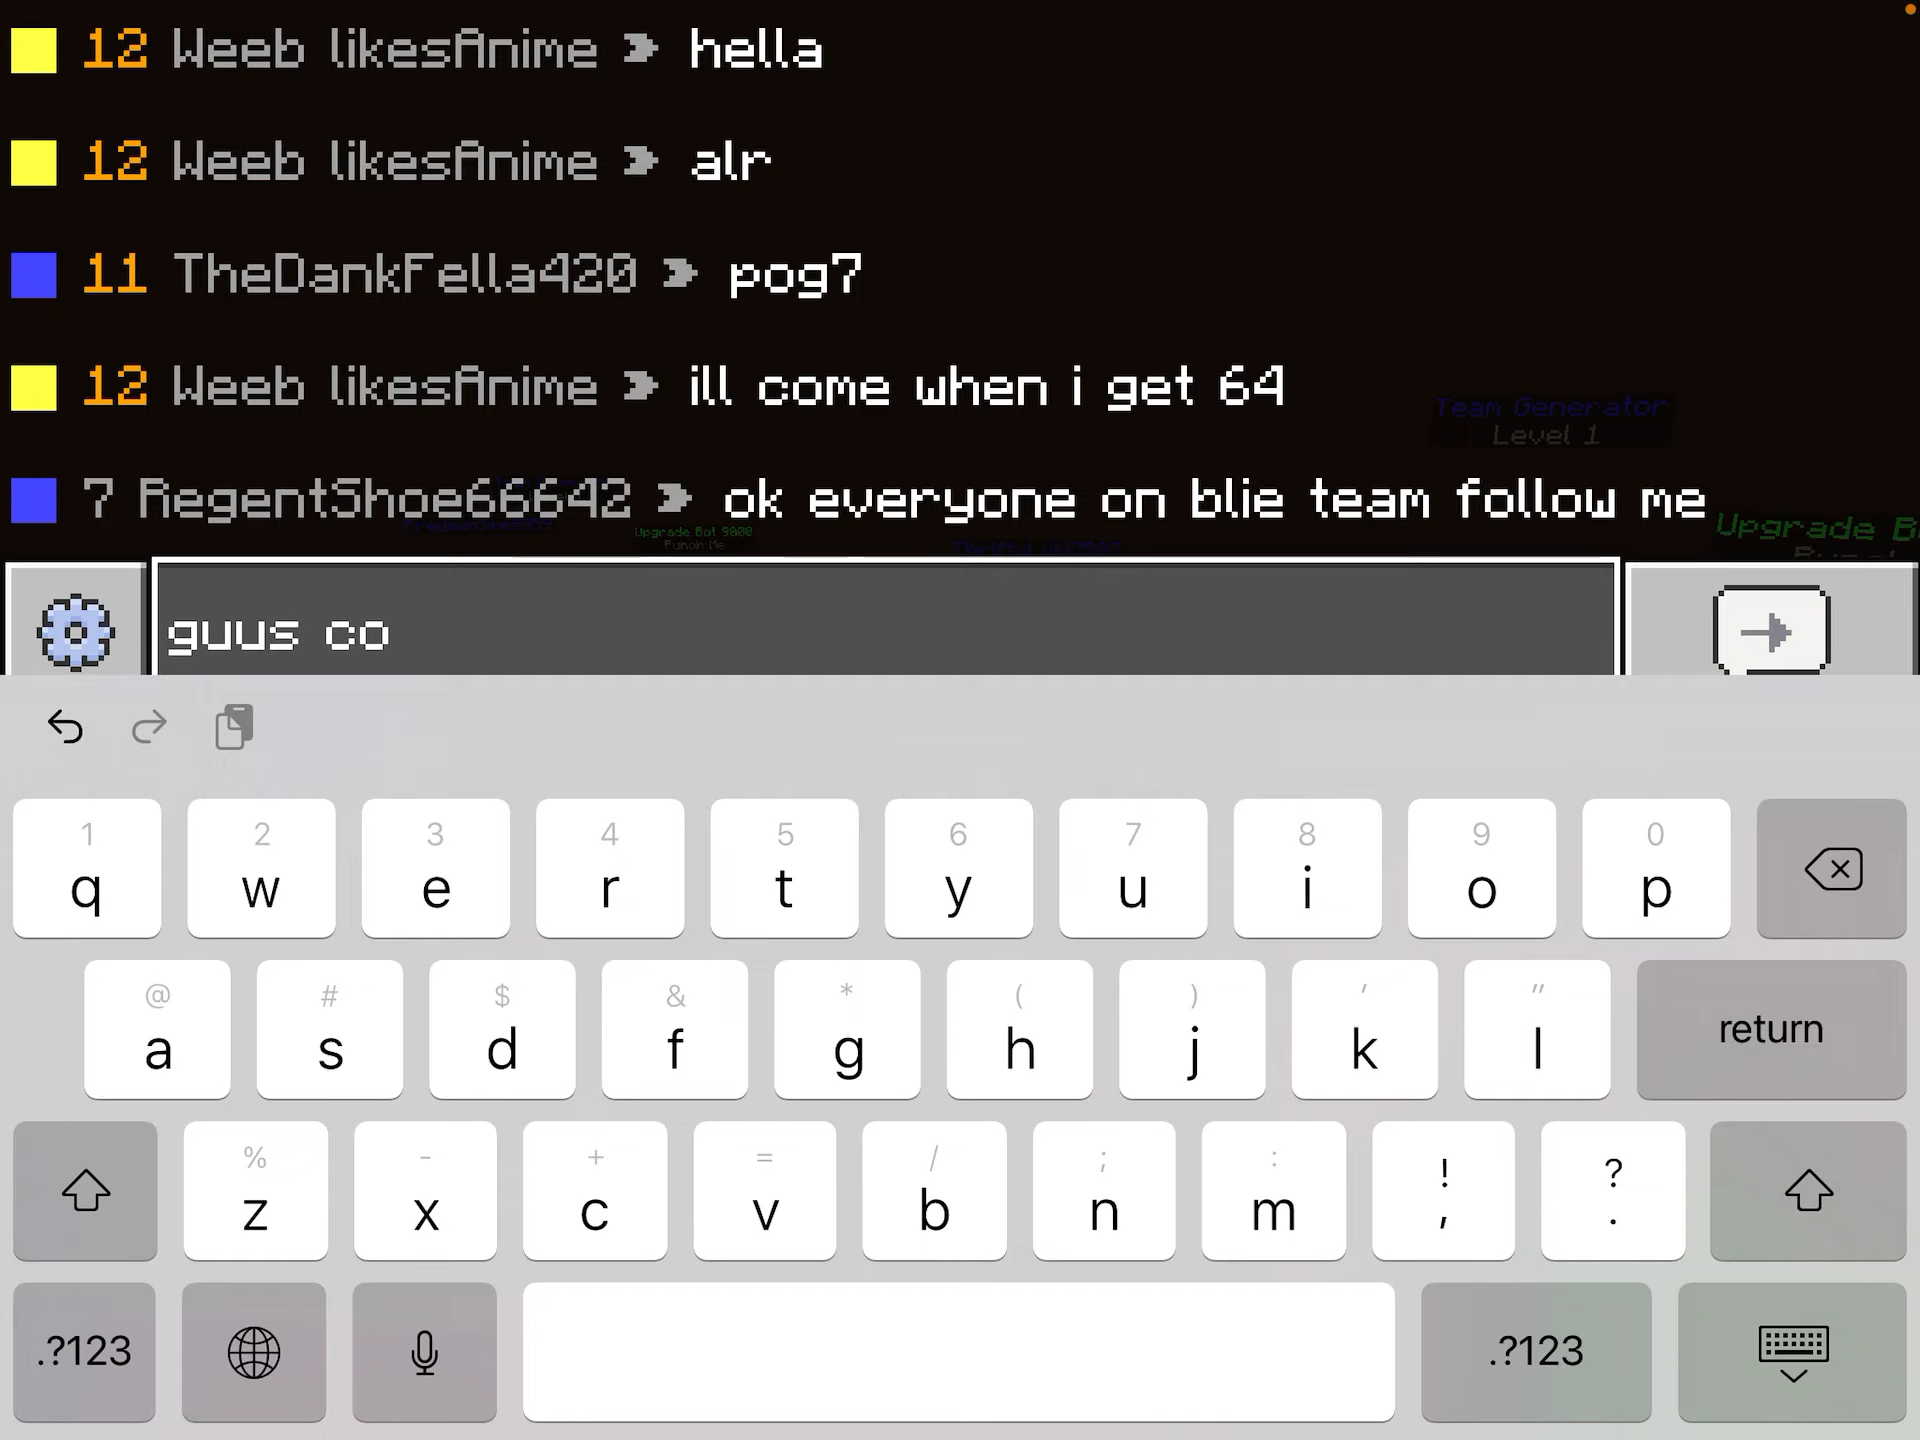 12 Weeb likesAnime hella
12 Weeb likesAnime alr
11 TheDankFella420 pog7
12 Weeb likesAnime ill come when i get 64
Team Generator
Level 1
7 RegentShoe66642 ok everyone on blie team follow me
Upgrade Bot 9000
Punch Me
Upgrade B
guus co
1 2 3 4 5 6 7 8 9 0
q w e r t y u i o p
@ # $ & * ( ) ' "
a s d f g h j k l return
% - + = / ; : ! ?
z x c v b n m , .
.?123 .?123